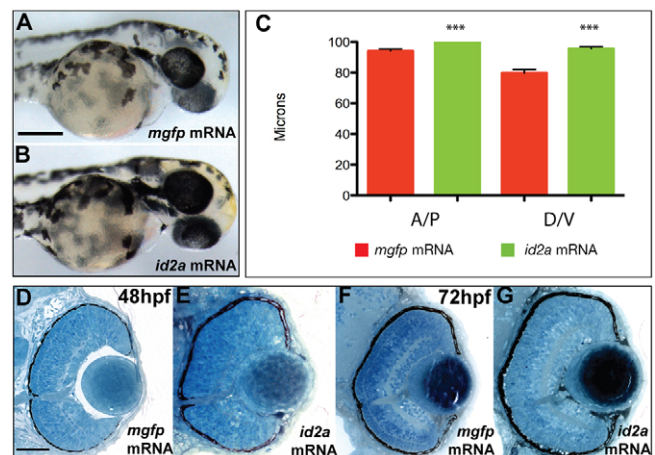 A
mgfp mRNA
B
id2a mRNA
C
***
***
Microns
100
80
60
40
20
0
A/P
D/V
mgfp mRNA
id2a mRNA
D
48hpf
mgfp
mRNA
E
id2a
mRNA
F
72hpf
mgfp
mRNA
G
id2a
mRNA